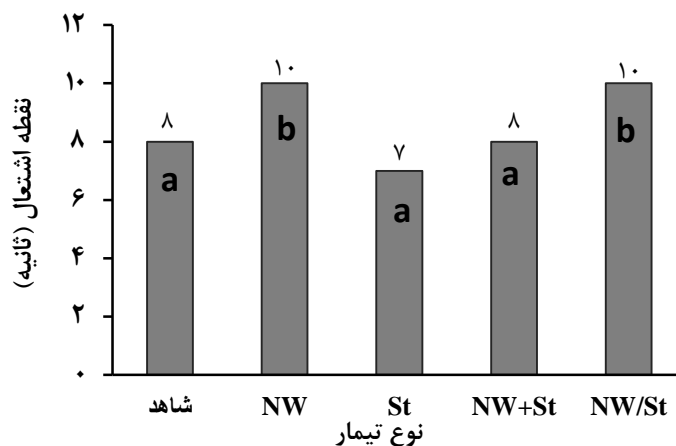 نقطه اشتعال (ثانیه)
۱۲
۱۰
۸
۶
۴
۲
۰
۸
۱۰
۷
۸
۱۰
a
b
a
a
b
شاهد
NW
St
NW+St
NW/St
نوع تیمار